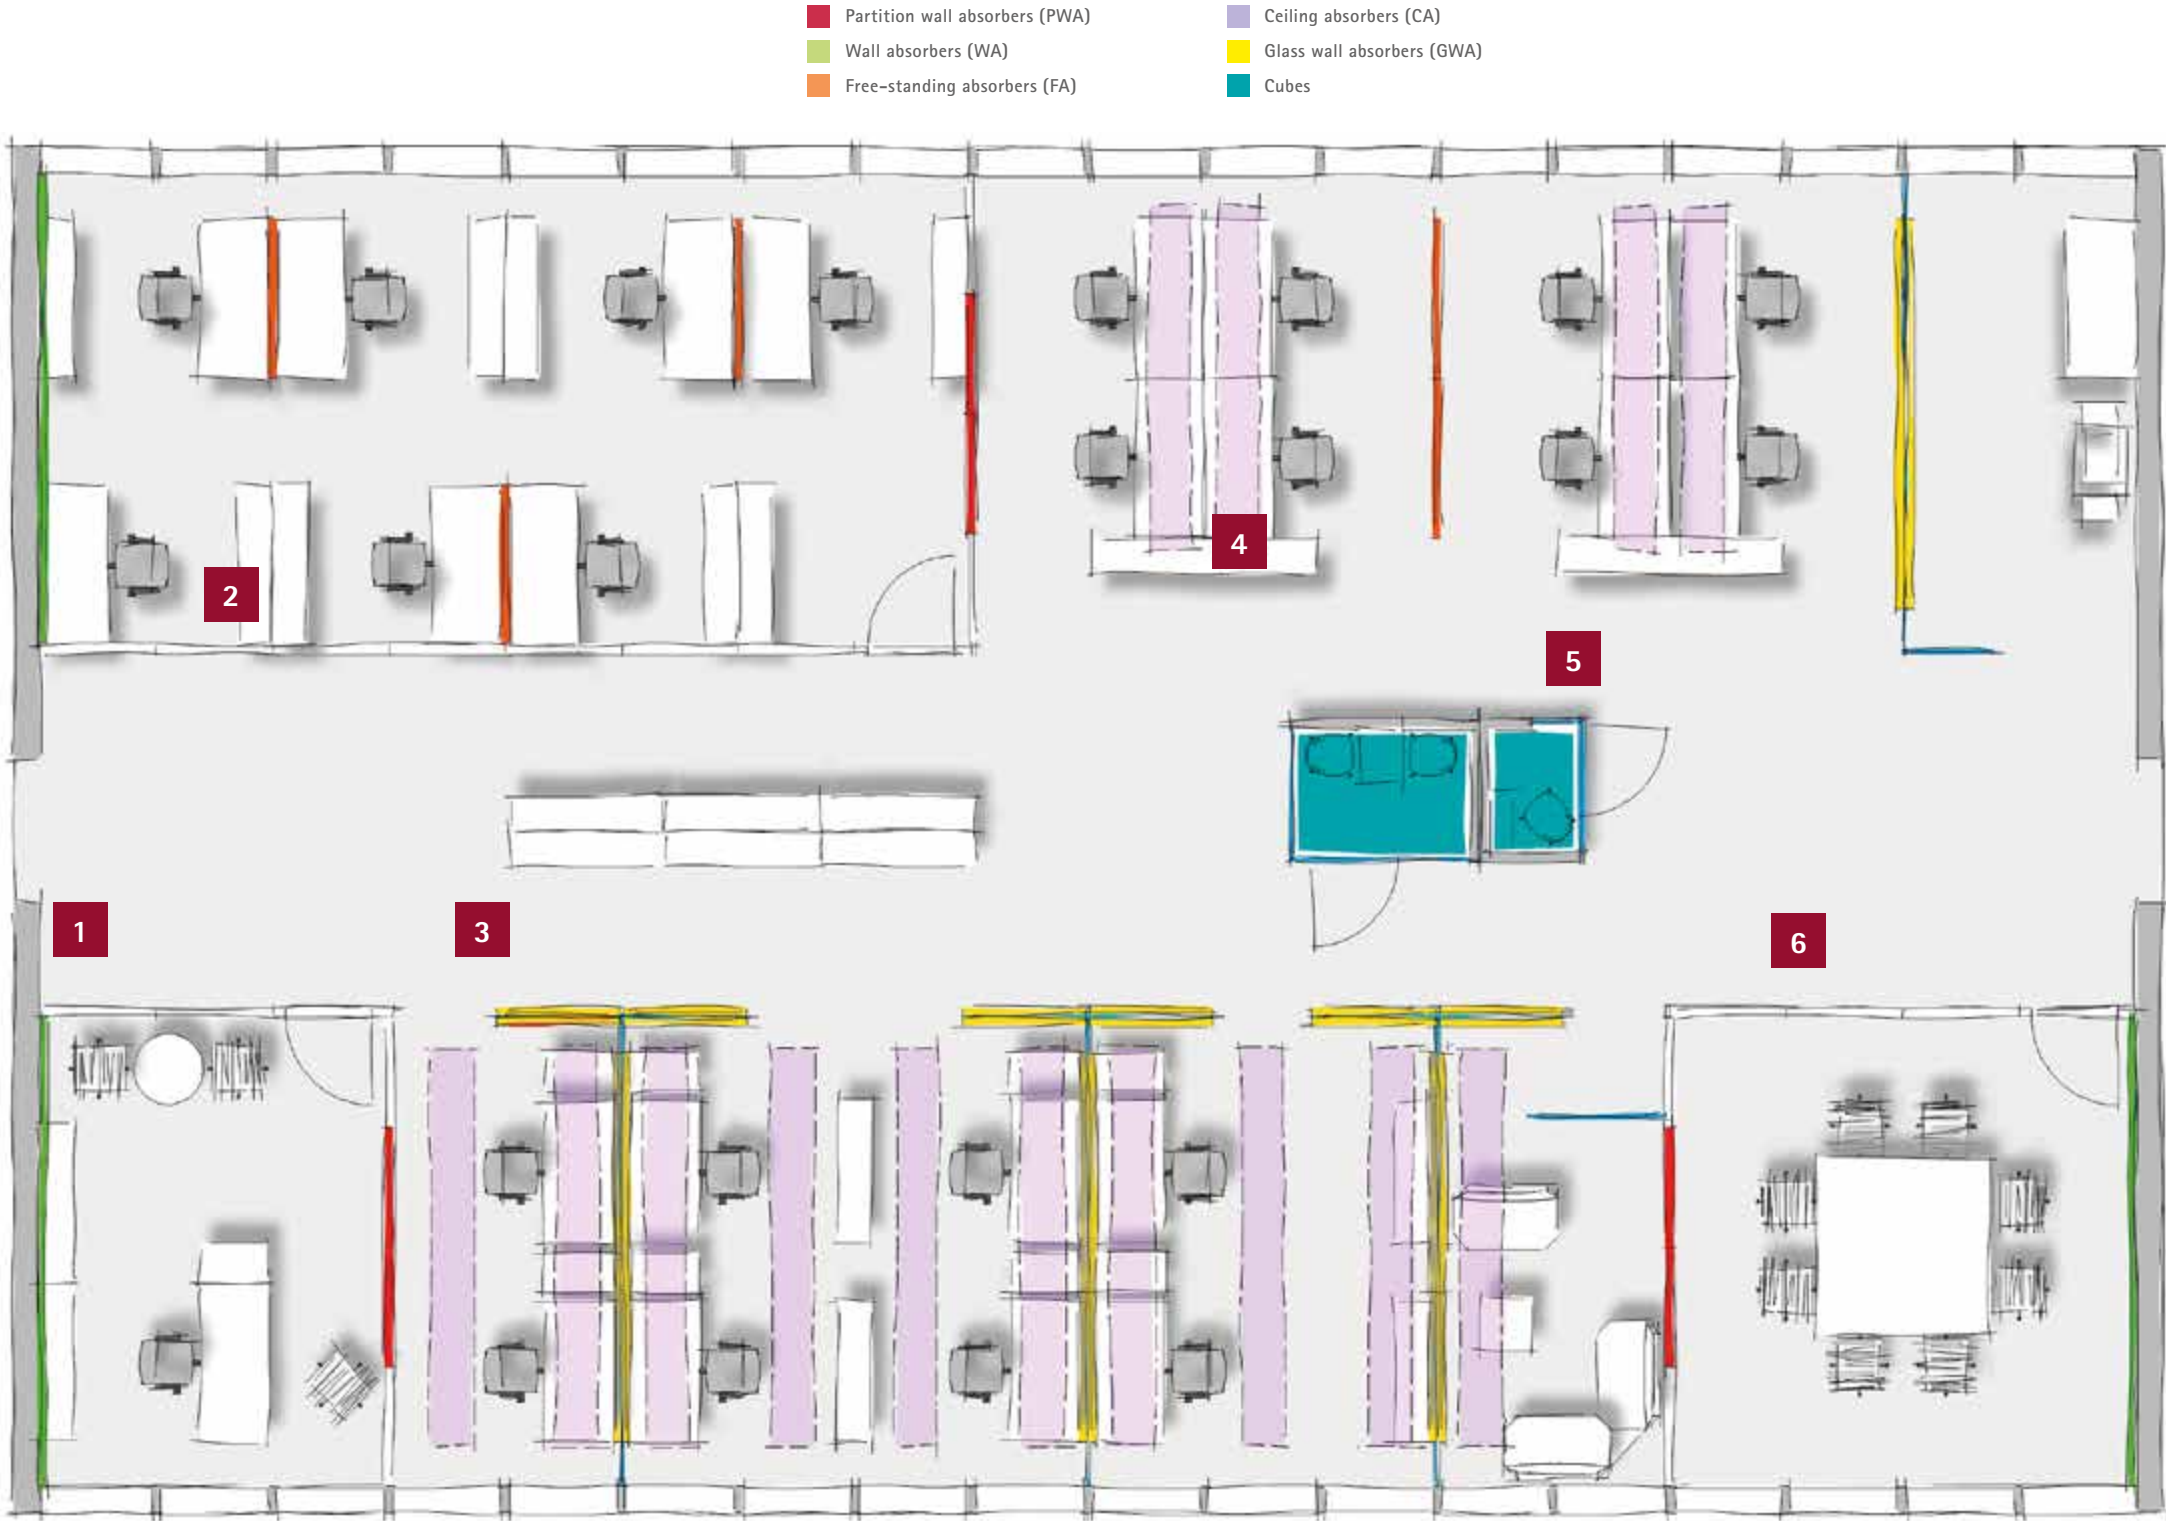 Partition wall absorbers (PWA)
Wall absorbers (WA)
Free-standing absorbers (FA)
Ceiling absorbers (CA)
Glass wall absorbers (GWA)
Cubes
4
2
5
1
3
6